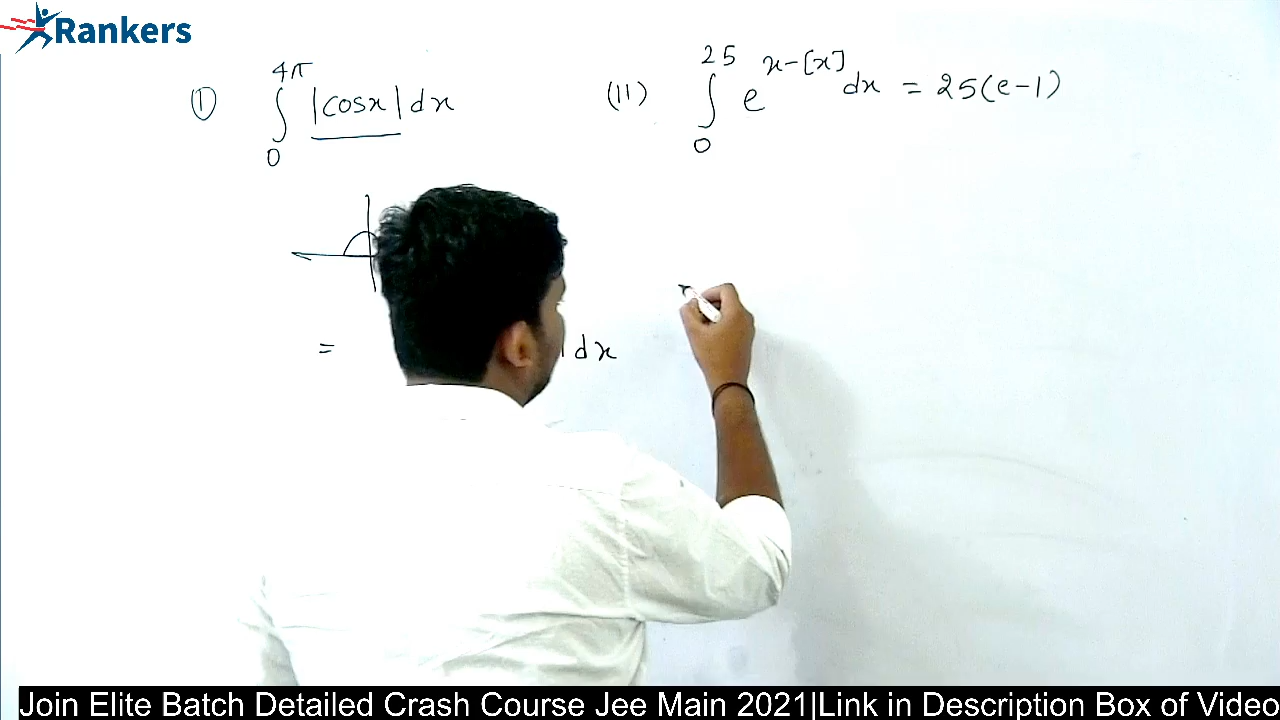 Rankers
(I) ∫₀^{4π} |cosx| dx
(II) ∫₀^{25} e^{x-[x]} dx = 25(e-1)
= dx
Join Elite Batch Detailed Crash Course Jee Main 2021|Link in Description Box of Video